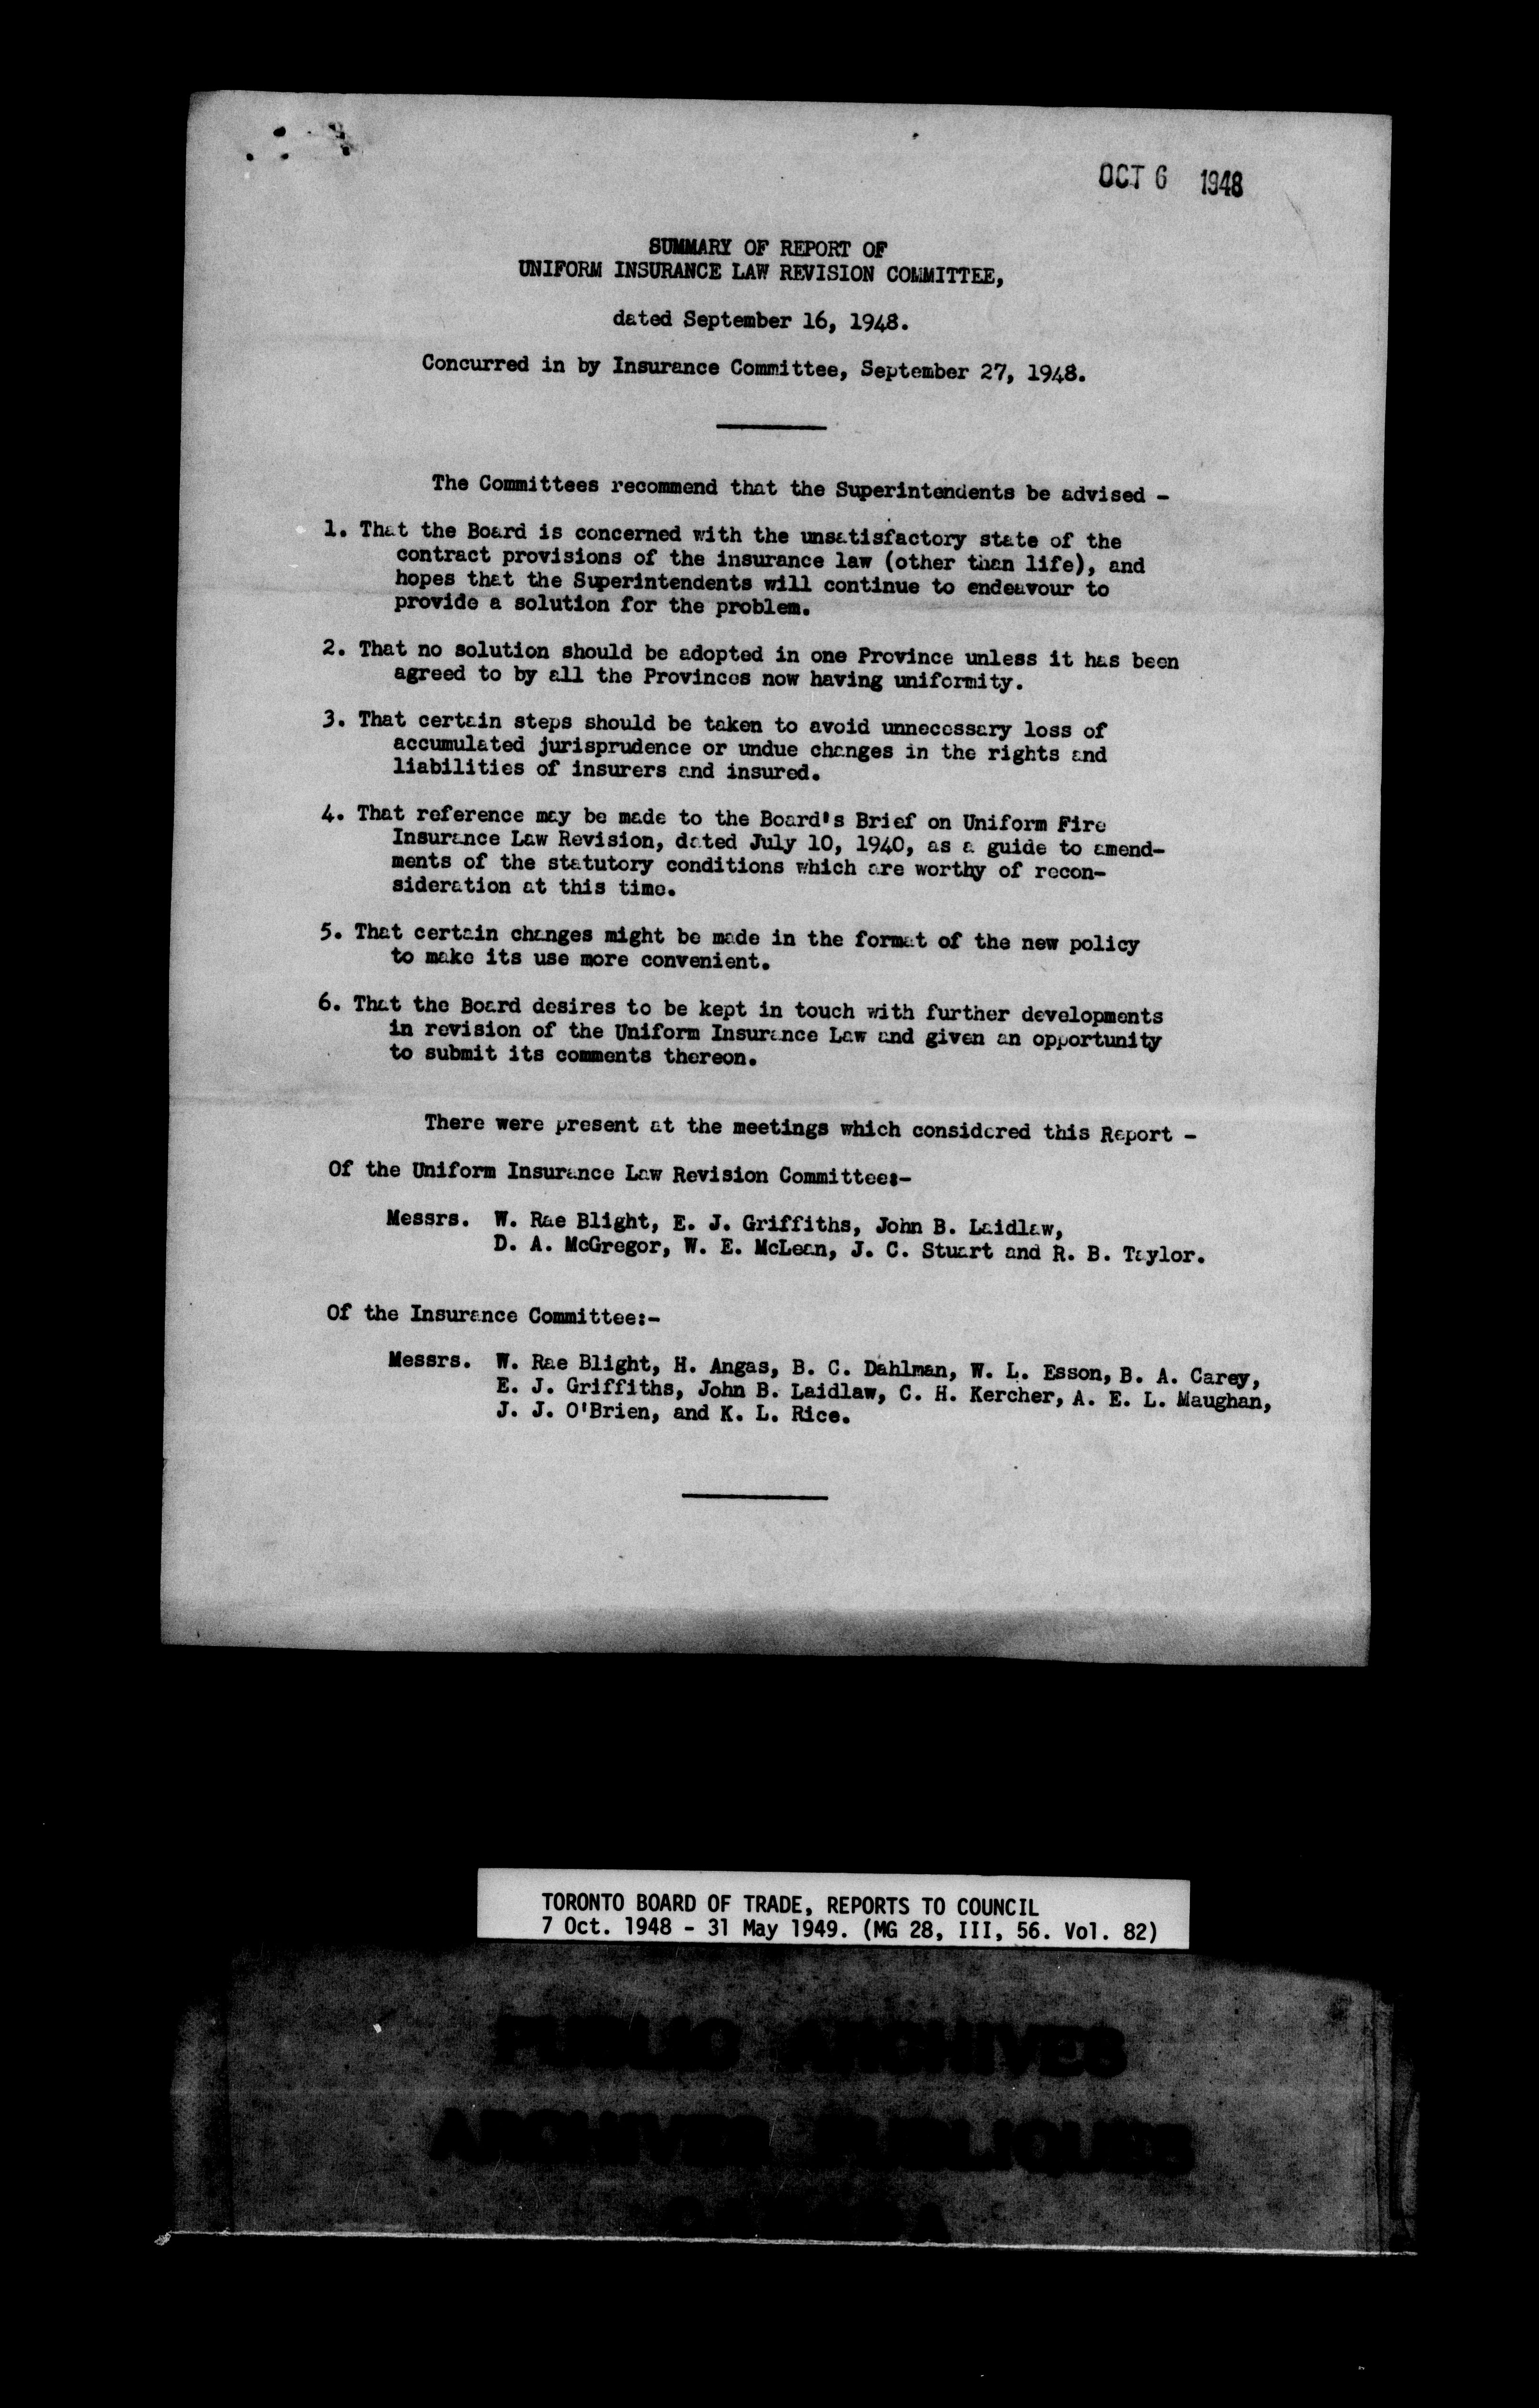 OCT 6 1948
SUMMARY OF REPORT OF
UNIFORM INSURANCE LAW REVISION COMMITTEE,
dated September 16, 1948.
Concurred in by Insurance Committee, September 27, 1948.
The Committees recommend that the Superintendents be advised -
1. That the Board is concerned with the unsatisfactory state of the
contract provisions of the insurance law (other than life), and
hopes that the Superintendents will continue to endeavour to
provide a solution for the problem.
2. That no solution should be adopted in one Province unless it has been
agreed to by all the Provinces now having uniformity.
3. That certain steps should be taken to avoid unnecessary loss of
accumulated jurisprudence or undue changes in the rights and
liabilities of insurers and insured.
4. That reference may be made to the Board's Brief on Uniform Fire
Insurance Law Revision, dated July 10, 1940, as a guide to amend-
ments of the statutory conditions which are worthy of recon-
sideration at this time.
5. That certain changes might be made in the format of the new policy
to make its use more convenient.
6. That the Board desires to be kept in touch with further developments
in revision of the Uniform Insurance Law and given an opportunity
to submit its comments thereon.
There were present at the meetings which considered this Report -
Of the Uniform Insurance Law Revision Committee:-
Messrs. W. Rae Blight, E. J. Griffiths, John B. Laidlaw,
D. A. McGregor, W. E. McLean, J. C. Stuart and R. B. Taylor.
Of the Insurance Committee:-
Messrs. W. Rae Blight, H. Angas, B. C. Dahlman, W. L. Esson, B. A. Carey,
E. J. Griffiths, John B. Laidlaw, C. H. Kercher, A. E. L. Maughan,
J. J. O'Brien, and K. L. Rice.
TORONTO BOARD OF TRADE, REPORTS TO COUNCIL
7 Oct. 1948 - 31 May 1949. (MG 28, III, 56. Vol. 82)
PUBLIC ARCHIVES
ARCHIVES PUBLIQUES
CANADA